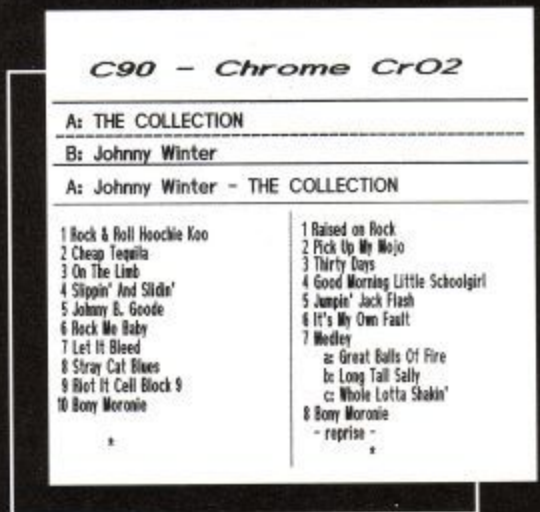 C90 - Chrome CrO2
A: THE COLLECTION
B: Johnny Winter
A: Johnny Winter - THE COLLECTION
1 Rock & Roll Hoochie Koo
2 Cheap Tequila
3 On The Limb
4 Slippin' And Slidin'
5 Johnny B. Goode
6 Rock Me Baby
7 Let It Bleed
8 Stray Cat Blues
9 Riot It Cell Block 9
10 Bony Moronie
*
1 Raised on Rock
2 Pick Up My Mojo
3 Thirty Days
4 Good Morning Little Schoolgirl
5 Jumpin' Jack Flash
6 It's My Own Fault
7 Medley
a: Great Balls Of Fire
b: Long Tall Sally
c: Whole Lotta Shakin'
8 Bony Moronie
- reprise -
*